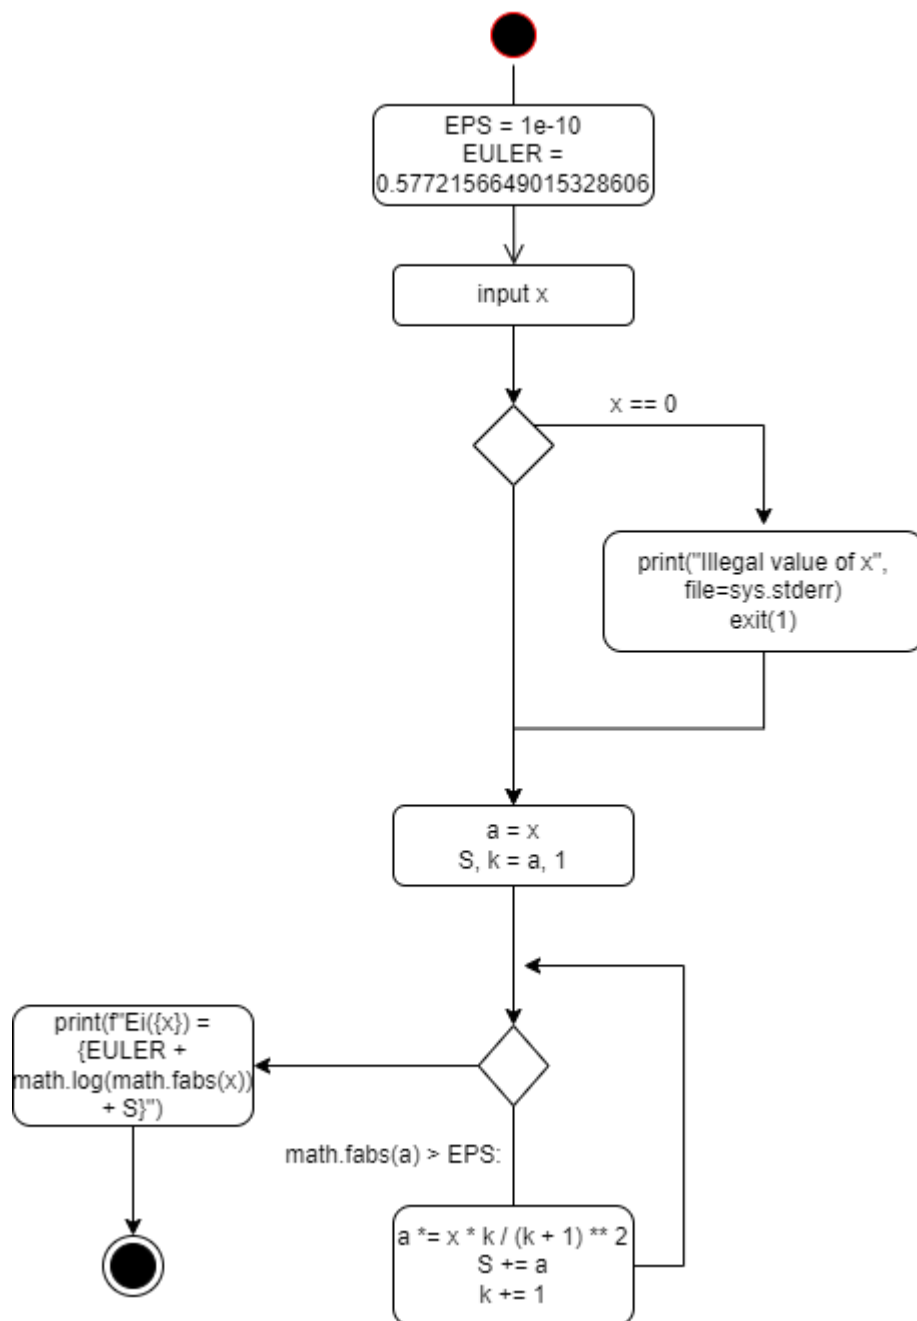 EPS = 1e-10
EULER =
0.5772156649015328606
input x
x == 0
print("Illegal value of x",
file=sys.stderr)
exit(1)
a = x
S, k = a, 1
print(f"Ei({x}) =
{EULER +
math.log(math.fabs(x))
+ S}")
math.fabs(a) > EPS:
a *= x * k / (k + 1) ** 2
S += a
k += 1